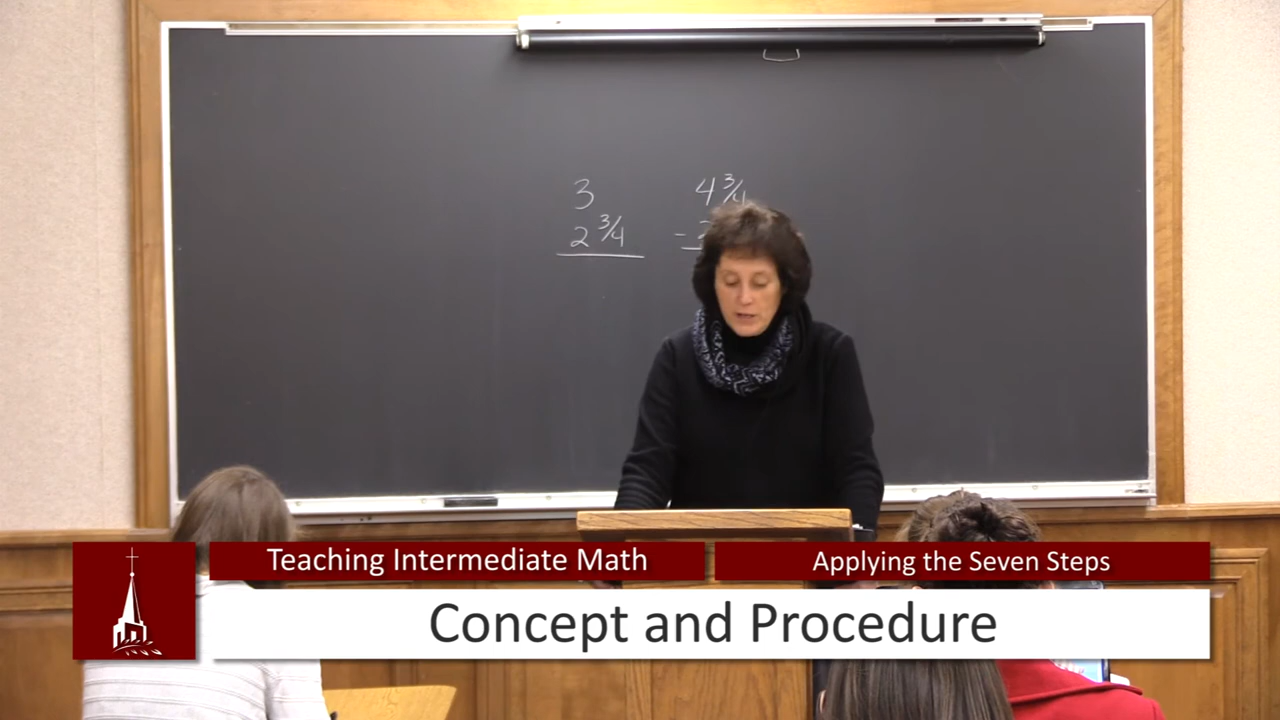 3
2 3/4
4 3/4
-
Teaching Intermediate Math
Applying the Seven Steps
Concept and Procedure